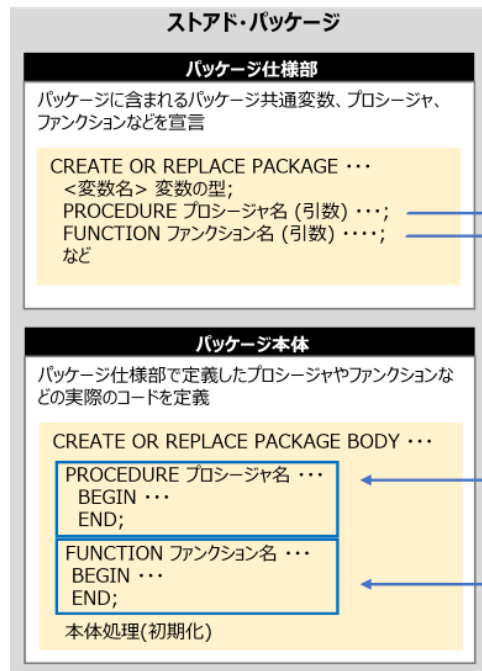 ストアド・パッケージ
パッケージ仕様部
パッケージに含まれるパッケージ共通変数、プロシージャ、
ファンクションなどを宣言
CREATE OR REPLACE PACKAGE ・・・
<変数名> 変数の型;
PROCEDURE プロシージャ名 (引数) ・・・;
FUNCTION ファンクション名 (引数) ・・・・;
など
パッケージ本体
パッケージ仕様部で定義したプロシージャやファンクションな
どの実際のコードを定義
CREATE OR REPLACE PACKAGE BODY ・・・
PROCEDURE プロシージャ名 ・・・
BEGIN ・・・
END;
FUNCTION ファンクション名 ・・・
BEGIN ・・・
END;
本体処理(初期化)